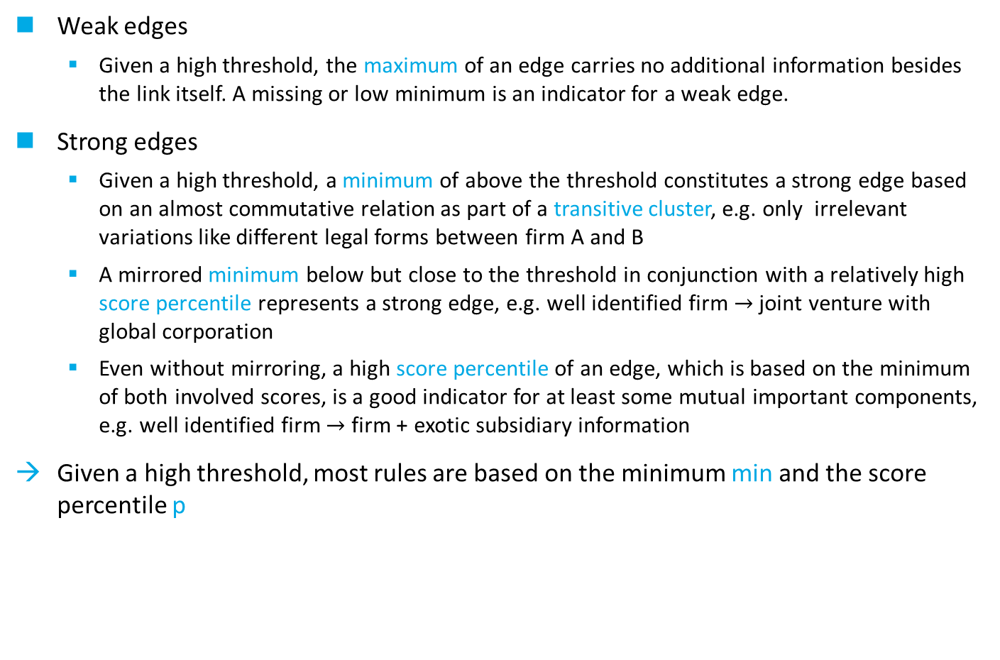 Weak edges
Given a high threshold, the maximum of an edge carries no additional information besides
the link itself. A missing or low minimum is an indicator for a weak edge.
Strong edges
Given a high threshold, a minimum of above the threshold constitutes a strong edge based
on an almost commutative relation as part of a transitive cluster, e.g. only  irrelevant
variations like different legal forms between firm A and B
A mirrored minimum below but close to the threshold in conjunction with a relatively high
score percentile represents a strong edge, e.g. well identified firm → joint venture with
global corporation
Even without mirroring, a high score percentile of an edge, which is based on the minimum
of both involved scores, is a good indicator for at least some mutual important components,
e.g. well identified firm → firm + exotic subsidiary information
→ Given a high threshold, most rules are based on the minimum min and the score
percentile p